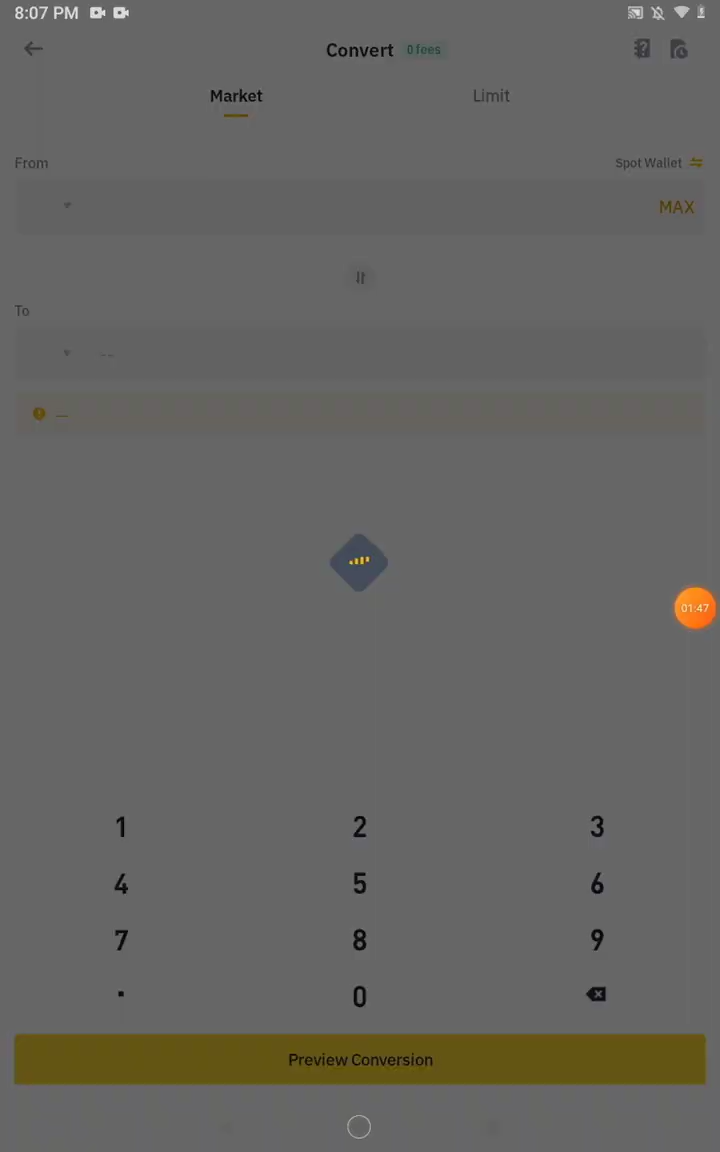 8:07 PM
Convert 0 fees
Market Limit
From Spot Wallet
MAX
To
--
—
01:47
1 2 3
4 5 6
7 8 9
. 0
Preview Conversion